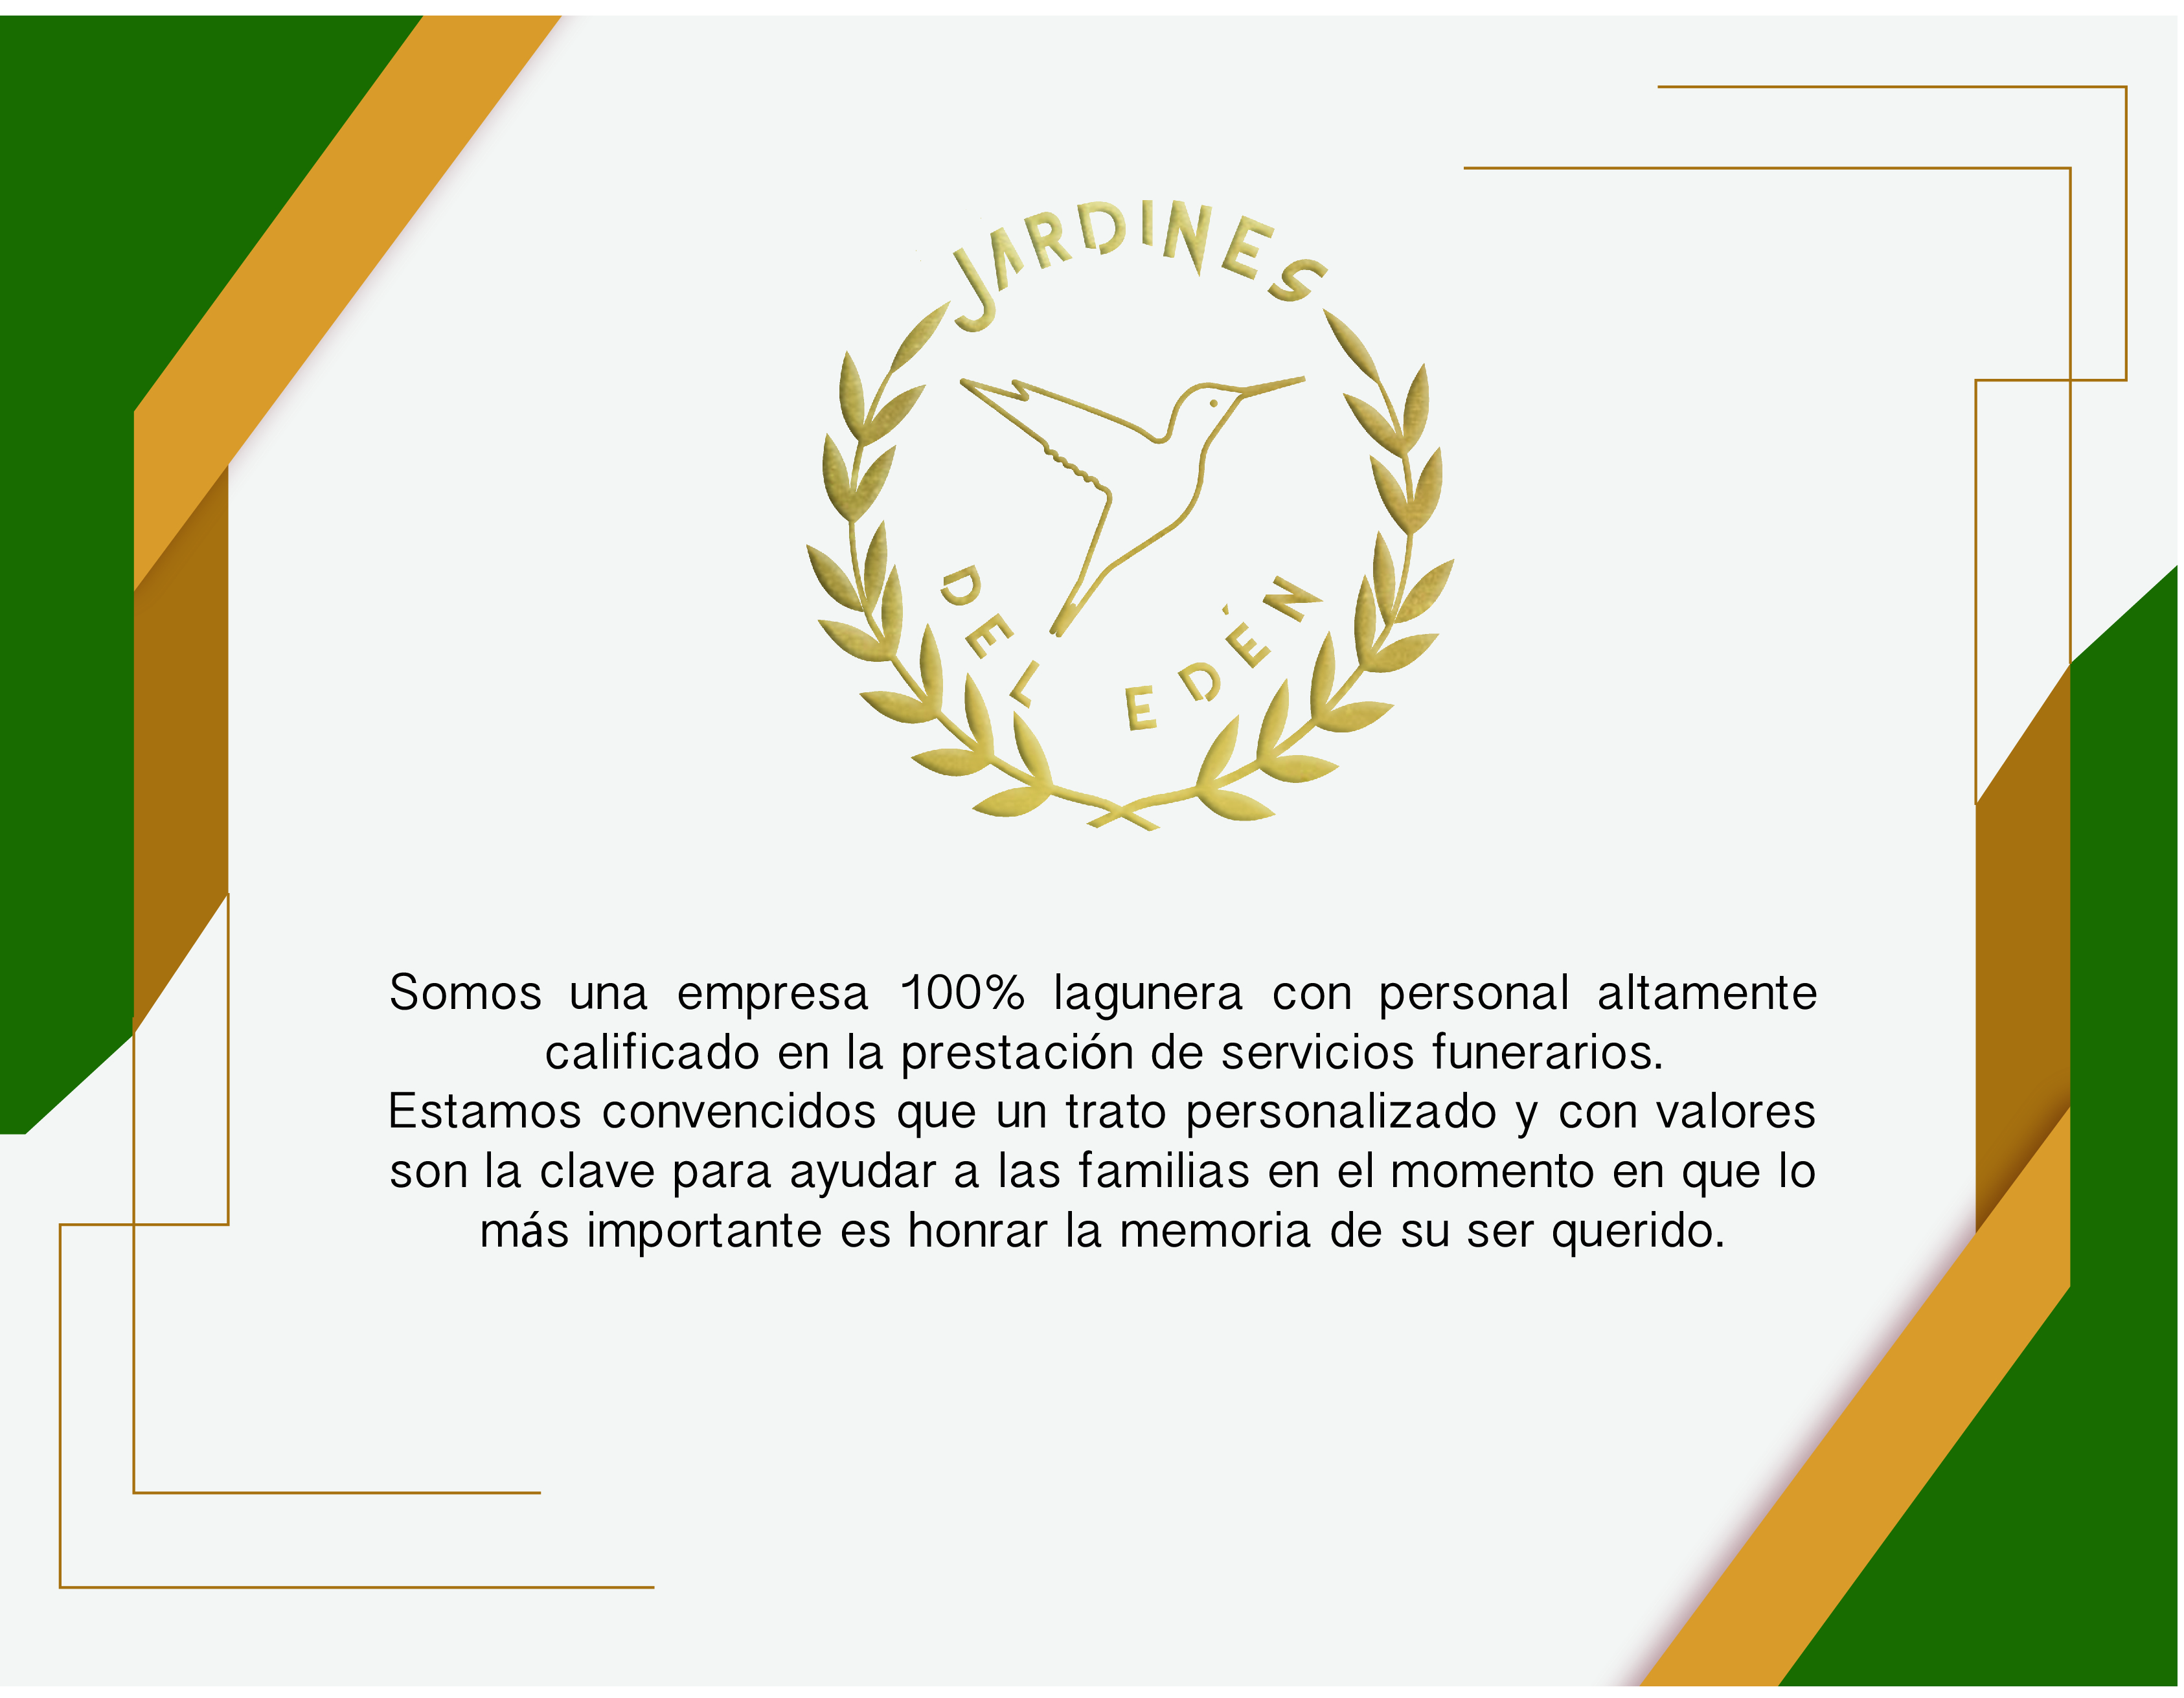 JARDINES
DEL EDÉN
Somos una empresa 100% lagunera con personal altamente
calificado en la prestación de servicios funerarios.
Estamos convencidos que un trato personalizado y con valores
son la clave para ayudar a las familias en el momento en que lo
más importante es honrar la memoria de su ser querido.